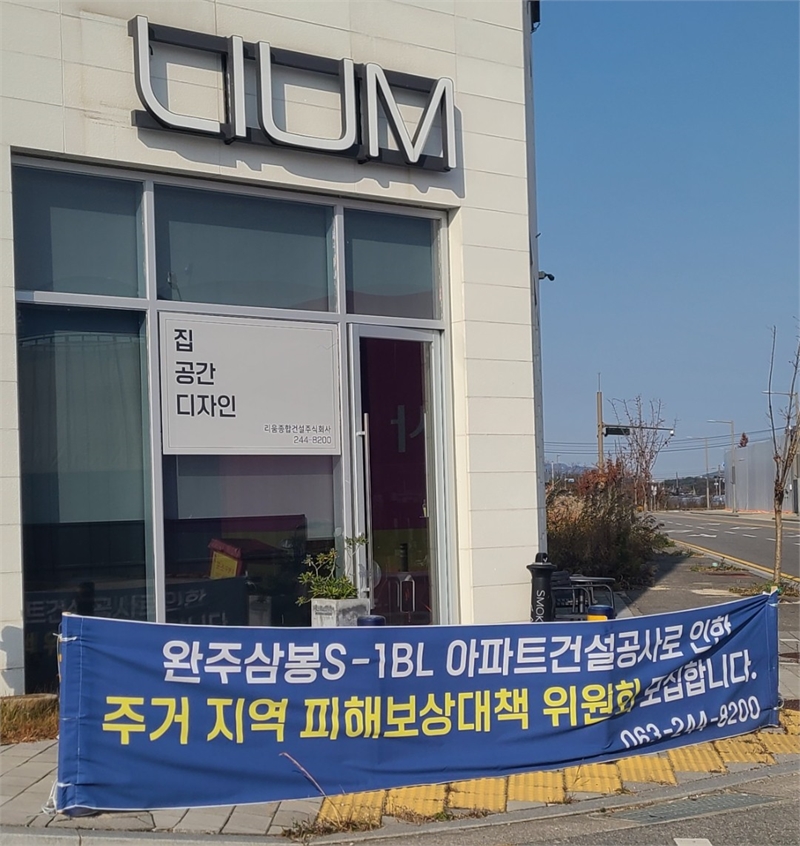 LIUM
집
공간
디자인
리움종합건설주식회사
244-8200
SMOK
완주삼봉S-1BL 아파트건설공사로 인한
주거 지역 피해보상대책 위원회 모집합니다.
063-244-8200